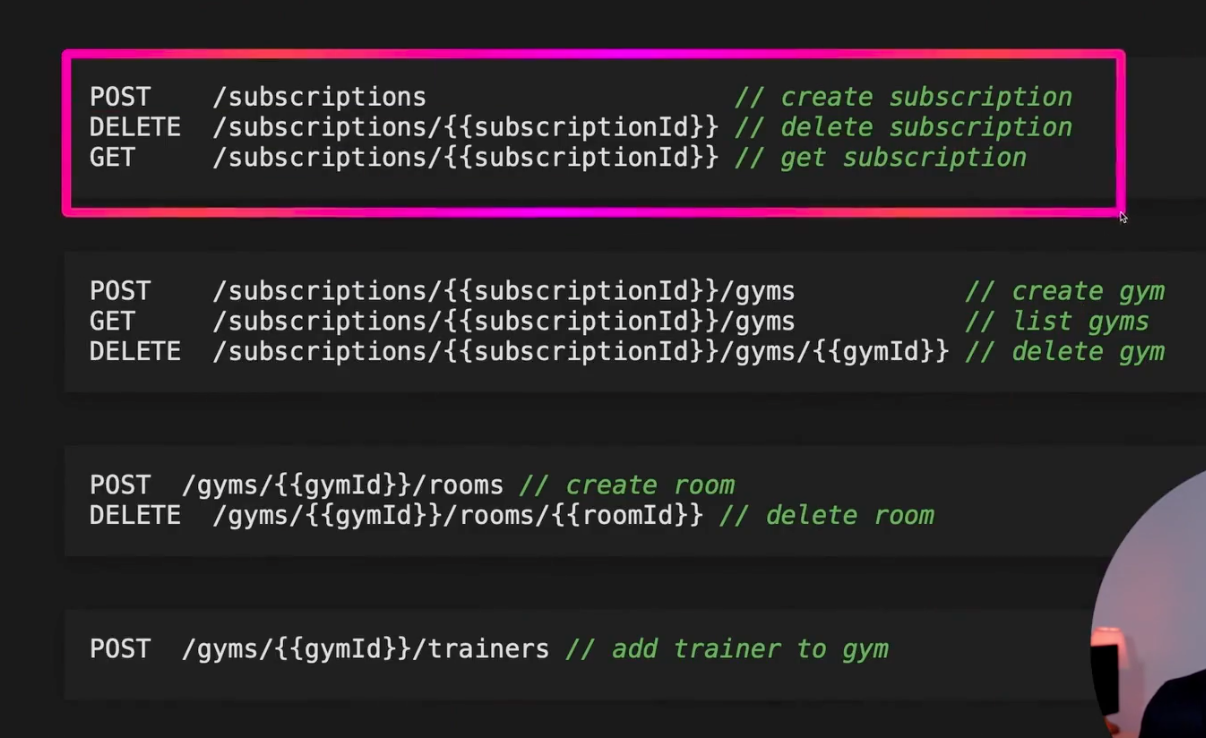 POST /subscriptions // create subscription
DELETE /subscriptions/{{subscriptionId}} // delete subscription
GET /subscriptions/{{subscriptionId}} // get subscription
POST /subscriptions/{{subscriptionId}}/gyms // create gym
GET /subscriptions/{{subscriptionId}}/gyms // list gyms
DELETE /subscriptions/{{subscriptionId}}/gyms/{{gymId}} // delete gym
POST /gyms/{{gymId}}/rooms // create room
DELETE /gyms/{{gymId}}/rooms/{{roomId}} // delete room
POST /gyms/{{gymId}}/trainers // add trainer to gym